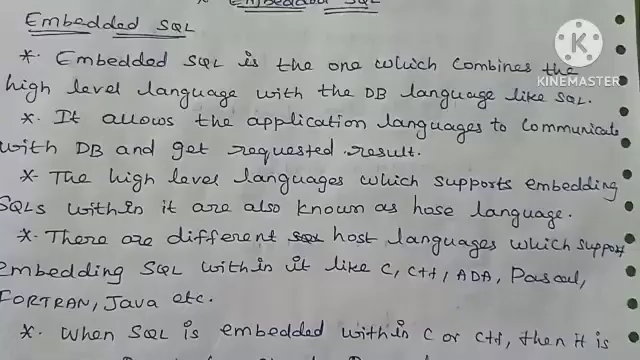 Embedded SQL
Embedded SQL
* Embedded SQL is the one which combines the
high level language with the DB language like SQL.
* It allows the application languages to communicate
with DB and get requested result.
* The high level languages which supports embedding
SQLs within it are also known as hose language.
* There are different host languages which support
embedding SQL within it like C, C++, ADA, Pascal,
FORTRAN, Java etc.
* When SQL is embedded within C or C++, then it is
KINEMASTER